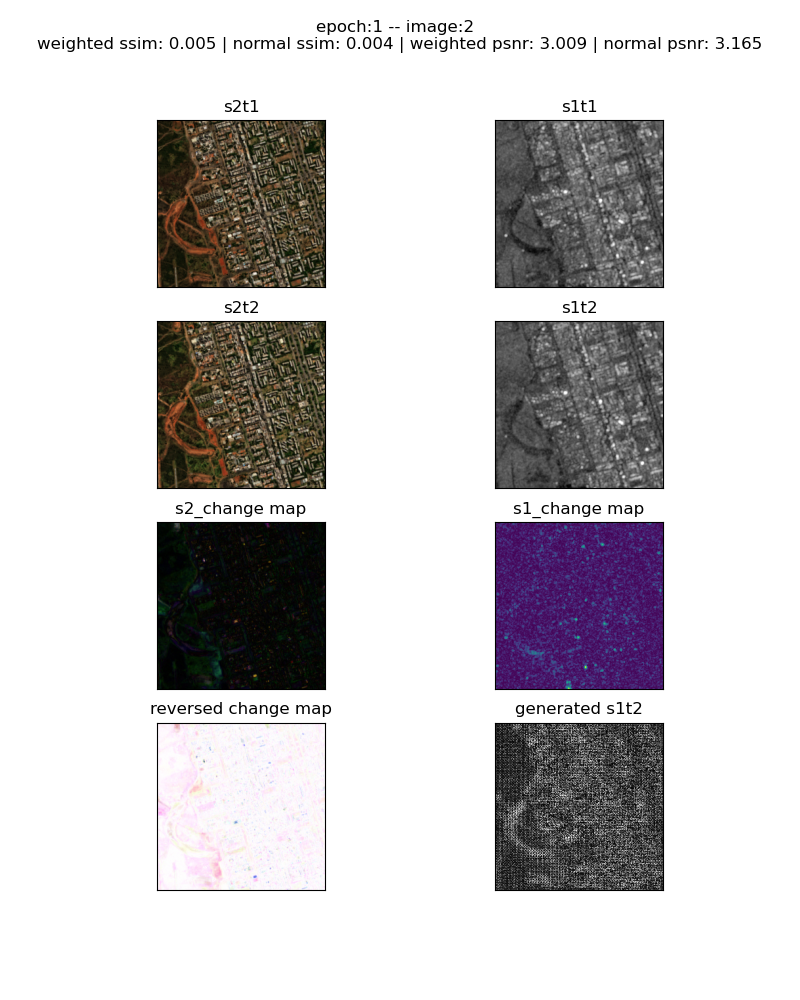 epoch:1 -- image:2
weighted ssim: 0.005 | normal ssim: 0.004 | weighted psnr: 3.009 | normal psnr: 3.165
s2t1
s1t1
s2t2
s1t2
s2_change map
s1_change map
reversed change map
generated s1t2